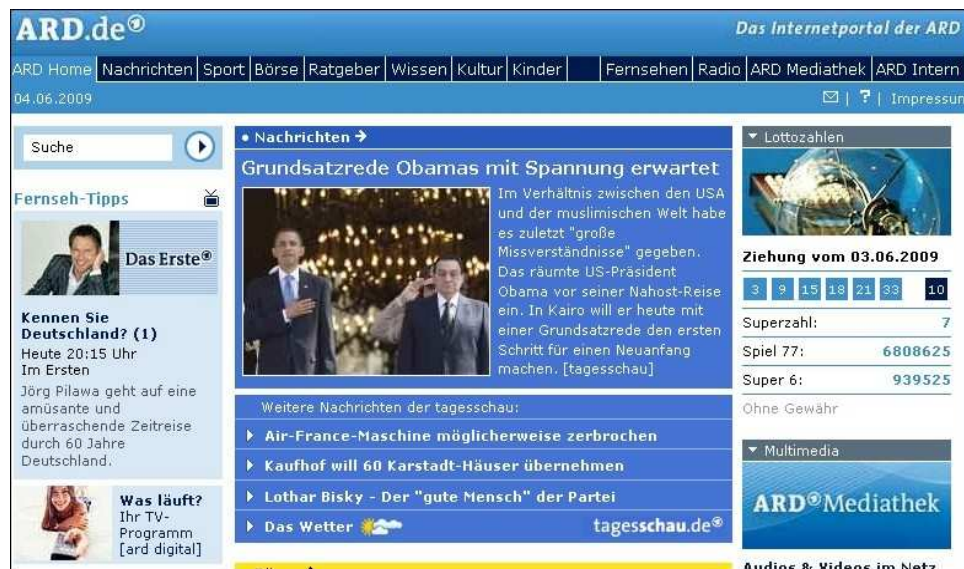 ARD.de
Das Internetportal der ARD
ARD Home Nachrichten Sport Börse Ratgeber Wissen Kultur Kinder Fernsehen Radio ARD Mediathek ARD Intern
04.06.2009
? | Impressum
Suche
Fernseh-Tipps
Das Erste
Kennen Sie
Deutschland? (1)
Heute 20:15 Uhr
Im Ersten
Jörg Pilawa geht auf eine
amüsante und
überraschende Zeitreise
durch 60 Jahre
Deutschland.
Was läuft?
Ihr TV-
Programm
[ard digital]
Nachrichten
Grundsatzrede Obamas mit Spannung erwartet
Im Verhältnis zwischen den USA
und der muslimischen Welt habe
es zuletzt "große
Missverständnisse" gegeben.
Das räumte US-Präsident
Obama vor seiner Nahost-Reise
ein. In Kairo will er heute mit
einer Grundsatzrede den ersten
Schritt für einen Neuanfang
machen. [tagesschau]
Weitere Nachrichten der tagesschau:
Air-France-Maschine möglicherweise zerbrochen
Kaufhof will 60 Karstadt-Häuser übernehmen
Lothar Bisky - Der "gute Mensch" der Partei
Das Wetter
tagesschau.de
Lottozahlen
Ziehung vom 03.06.2009
3 9 15 18 21 33 10
Superzahl: 7
Spiel 77: 6808625
Super 6: 939525
Ohne Gewähr
Multimedia
ARD Mediathek
Audios & Videos im Netz